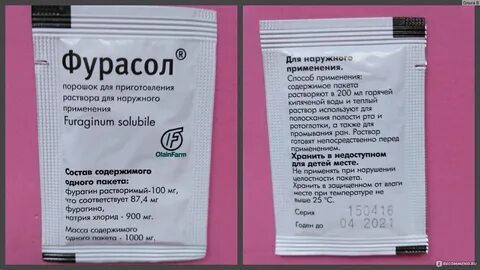 Фурасол®
порошок для приготовления
раствора для наружного
применения
Furaginum solubile
OlainFarm
Состав содержимого
одного пакета:
фурагин растворимый-100 мг,
что соответствует 87,4 мг
фурагина,
натрия хлорид - 900 мг.
Масса содержимого
одного пакета - 1000 мг.
Для наружного
применения.
Способ применения:
содержимое пакета
растворяют в 200 мл горячей
кипяченой воды и теплый
раствор используют для
полоскания полости рта и
ротоглотки, а также для
промывания ран. Раствор
готовят непосредственно перед
применением.
Хранить в недоступном
для детей месте.
Не применять при нарушении
целостности пакета.
Хранить в защищённом от влаги
месте при температуре не
выше 25 °C.
Серия 150416
Годен до 04 2021
Ольга В
IRECOMMEND.RU